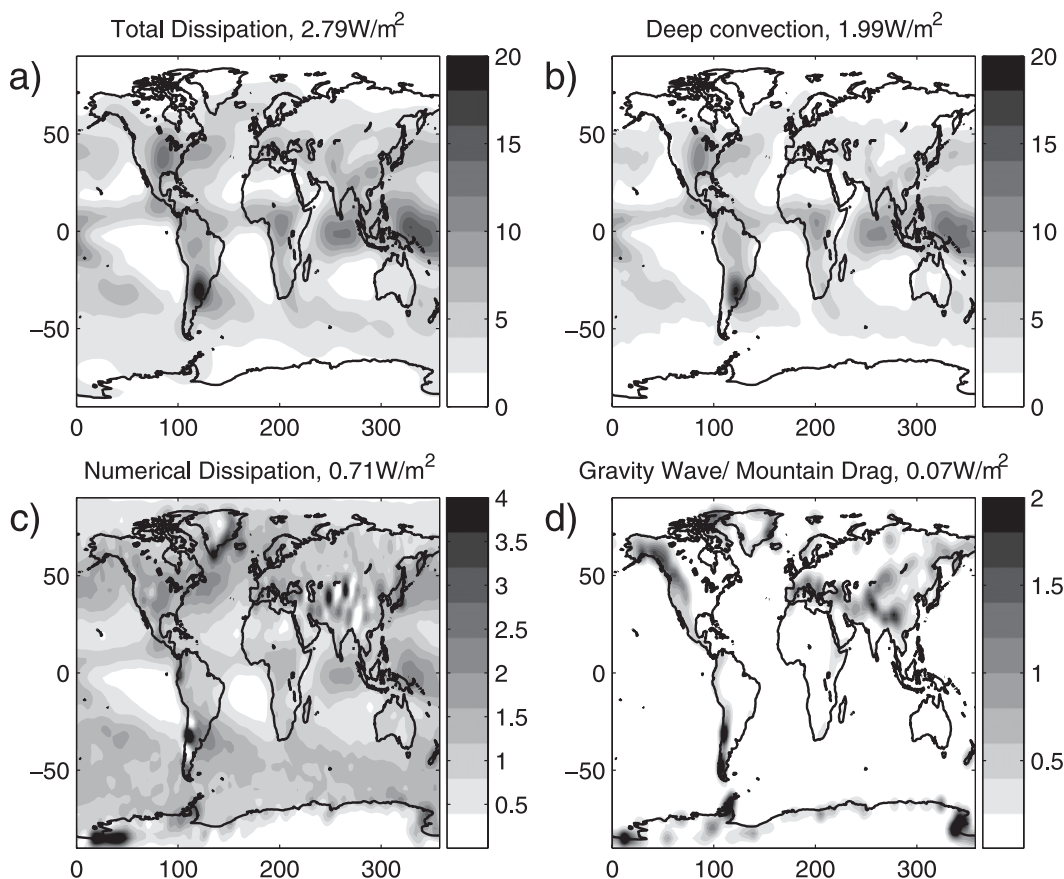 Total Dissipation, 2.79W/m²
a)
50
0
−50
0 100 200 300
20
15
10
5
0
Deep convection, 1.99W/m²
b)
50
0
−50
0 100 200 300
20
15
10
5
0
Numerical Dissipation, 0.71W/m²
c)
50
0
−50
0 100 200 300
4
3.5
3
2.5
2
1.5
1
0.5
Gravity Wave/ Mountain Drag, 0.07W/m²
d)
50
0
−50
0 100 200 300
2
1.5
1
0.5